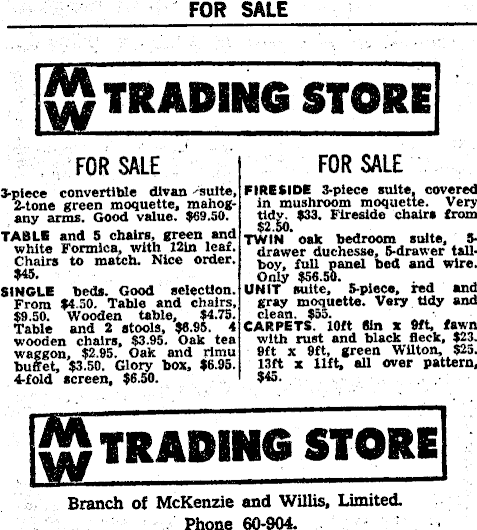 FOR SALE
MW TRADING STORE
FOR SALE
3-piece convertible divan suite,
2-tone green moquette, mahog-
any arms. Good value. $69.50.
TABLE and 5 chairs, green and
white Formica, with 12in leaf.
Chairs to match. Nice order.
$45.
SINGLE beds. Good selection.
From $4.50. Table and chairs,
$9.50. Wooden table, $4.75.
Table and 2 stools, $6.95. 4
wooden chairs, $3.95. Oak tea
waggon, $2.95. Oak and rimu
buffet, $3.50. Glory box, $6.95.
4-fold screen, $6.50.
FOR SALE
FIRESIDE 3-piece suite, covered
in mushroom moquette. Very
tidy. $33. Fireside chairs from
$2.50.
TWIN oak bedroom suite, 5-
drawer duchesse, 5-drawer tall-
boy, full panel bed and wire.
Only $56.50.
UNIT suite, 5-piece, red and
gray moquette. Very tidy and
clean. $55.
CARPETS. 10ft 6in x 9ft, fawn
with rust and black fleck, $23.
9ft x 9ft, green Wilton, $25.
13ft x 11ft, all over pattern,
$45.
MW TRADING STORE
Branch of McKenzie and Willis, Limited.
Phone 60-904.